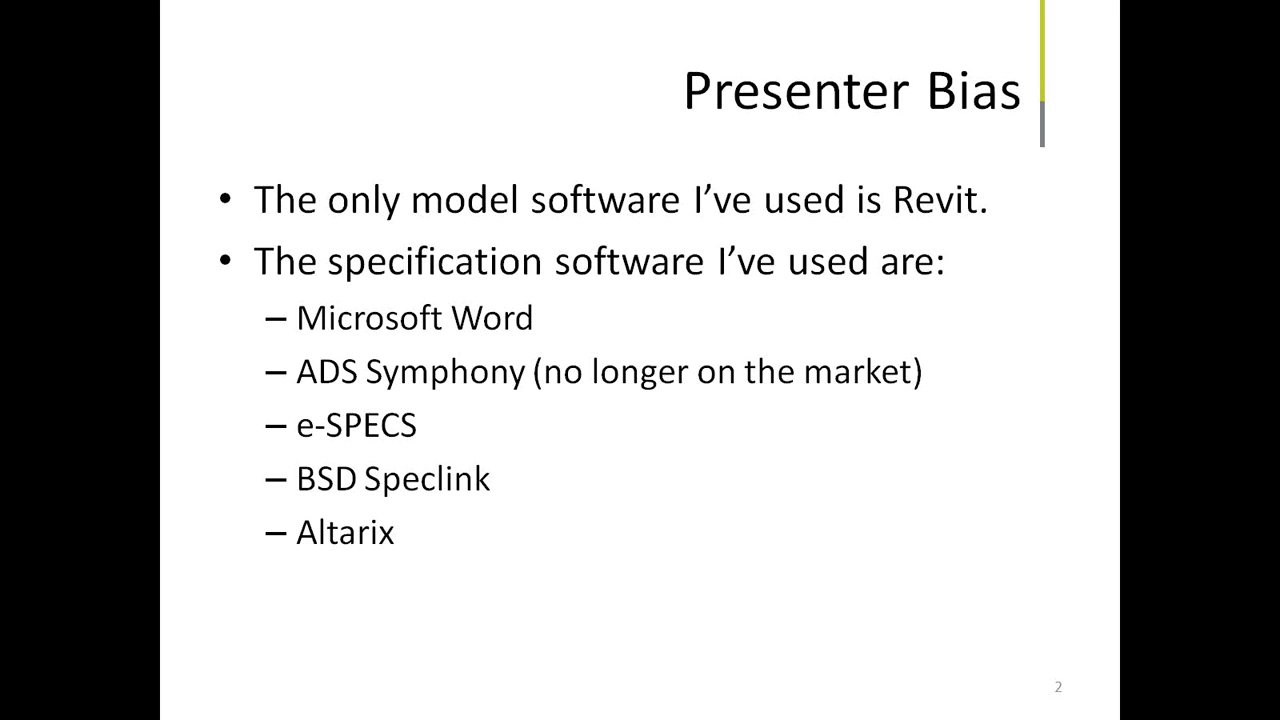 Presenter Bias
• The only model software I’ve used is Revit.
• The specification software I’ve used are:
– Microsoft Word
– ADS Symphony (no longer on the market)
– e-SPECS
– BSD Speclink
– Altarix
2